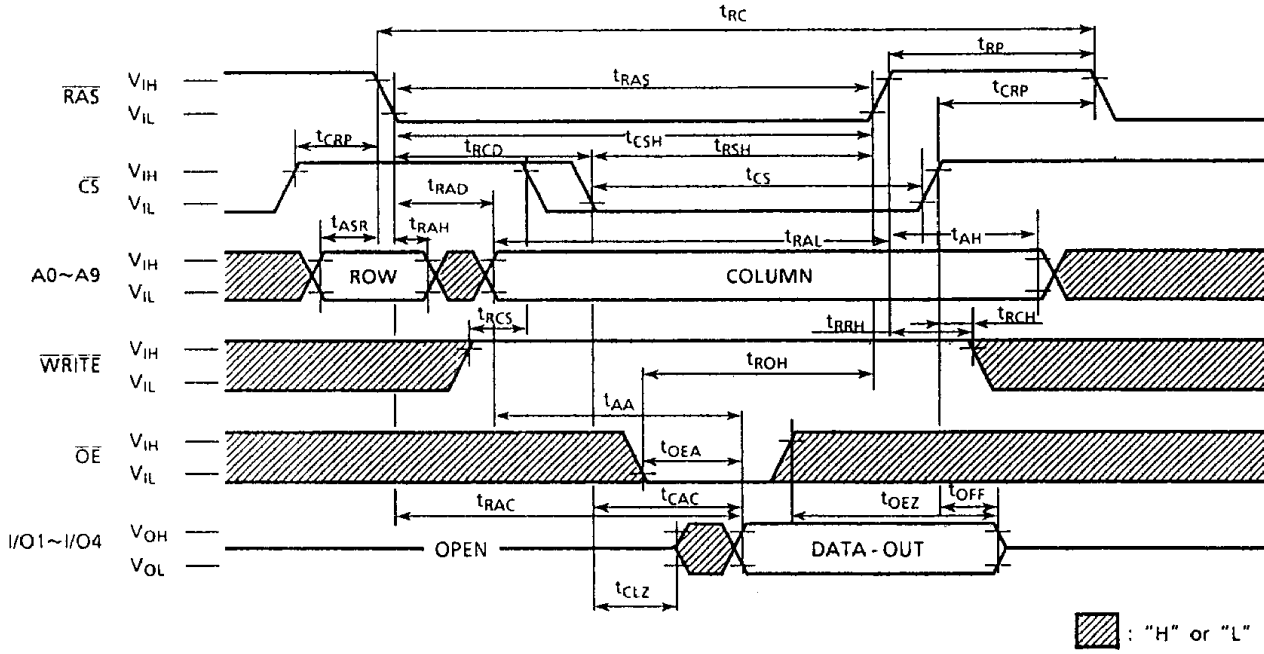 tRC
tRP
RAS
VIH
VIL
tRAS
tCRP
tCRP
tCSH
tRCD
tRSH
CS
VIH
VIL
tCS
tRAD
tASR
tRAH
tRAL
tAH
A0~A9
VIH
VIL
ROW
COLUMN
tRCS
tRRH
tRCH
WRITE
VIH
VIL
tROH
tAA
OE
VIH
VIL
tOEA
tRAC
tCAC
tOEZ
tOFF
I/O1~I/O4
VOH
VOL
OPEN
DATA-OUT
tCLZ
: "H" or "L"